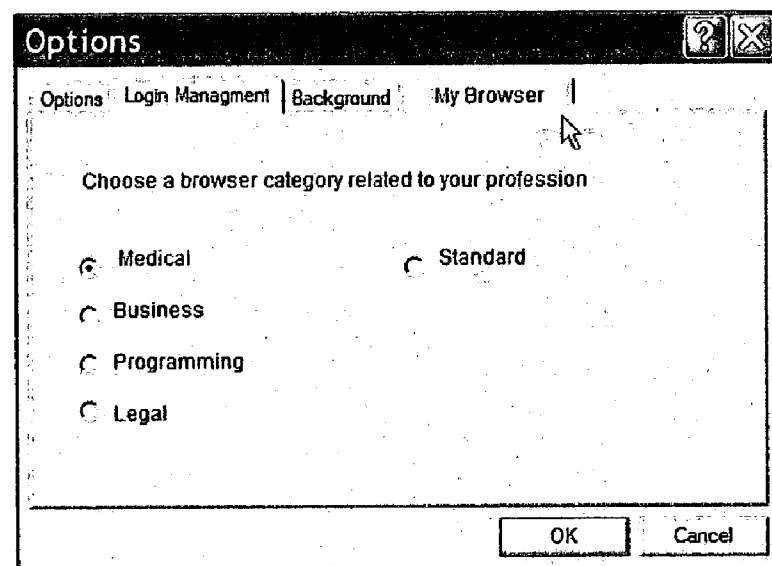 Options
Options Login Managment Background My Browser
Choose a browser category related to your profession
Medical Standard
Business
Programming
Legal
OK Cancel